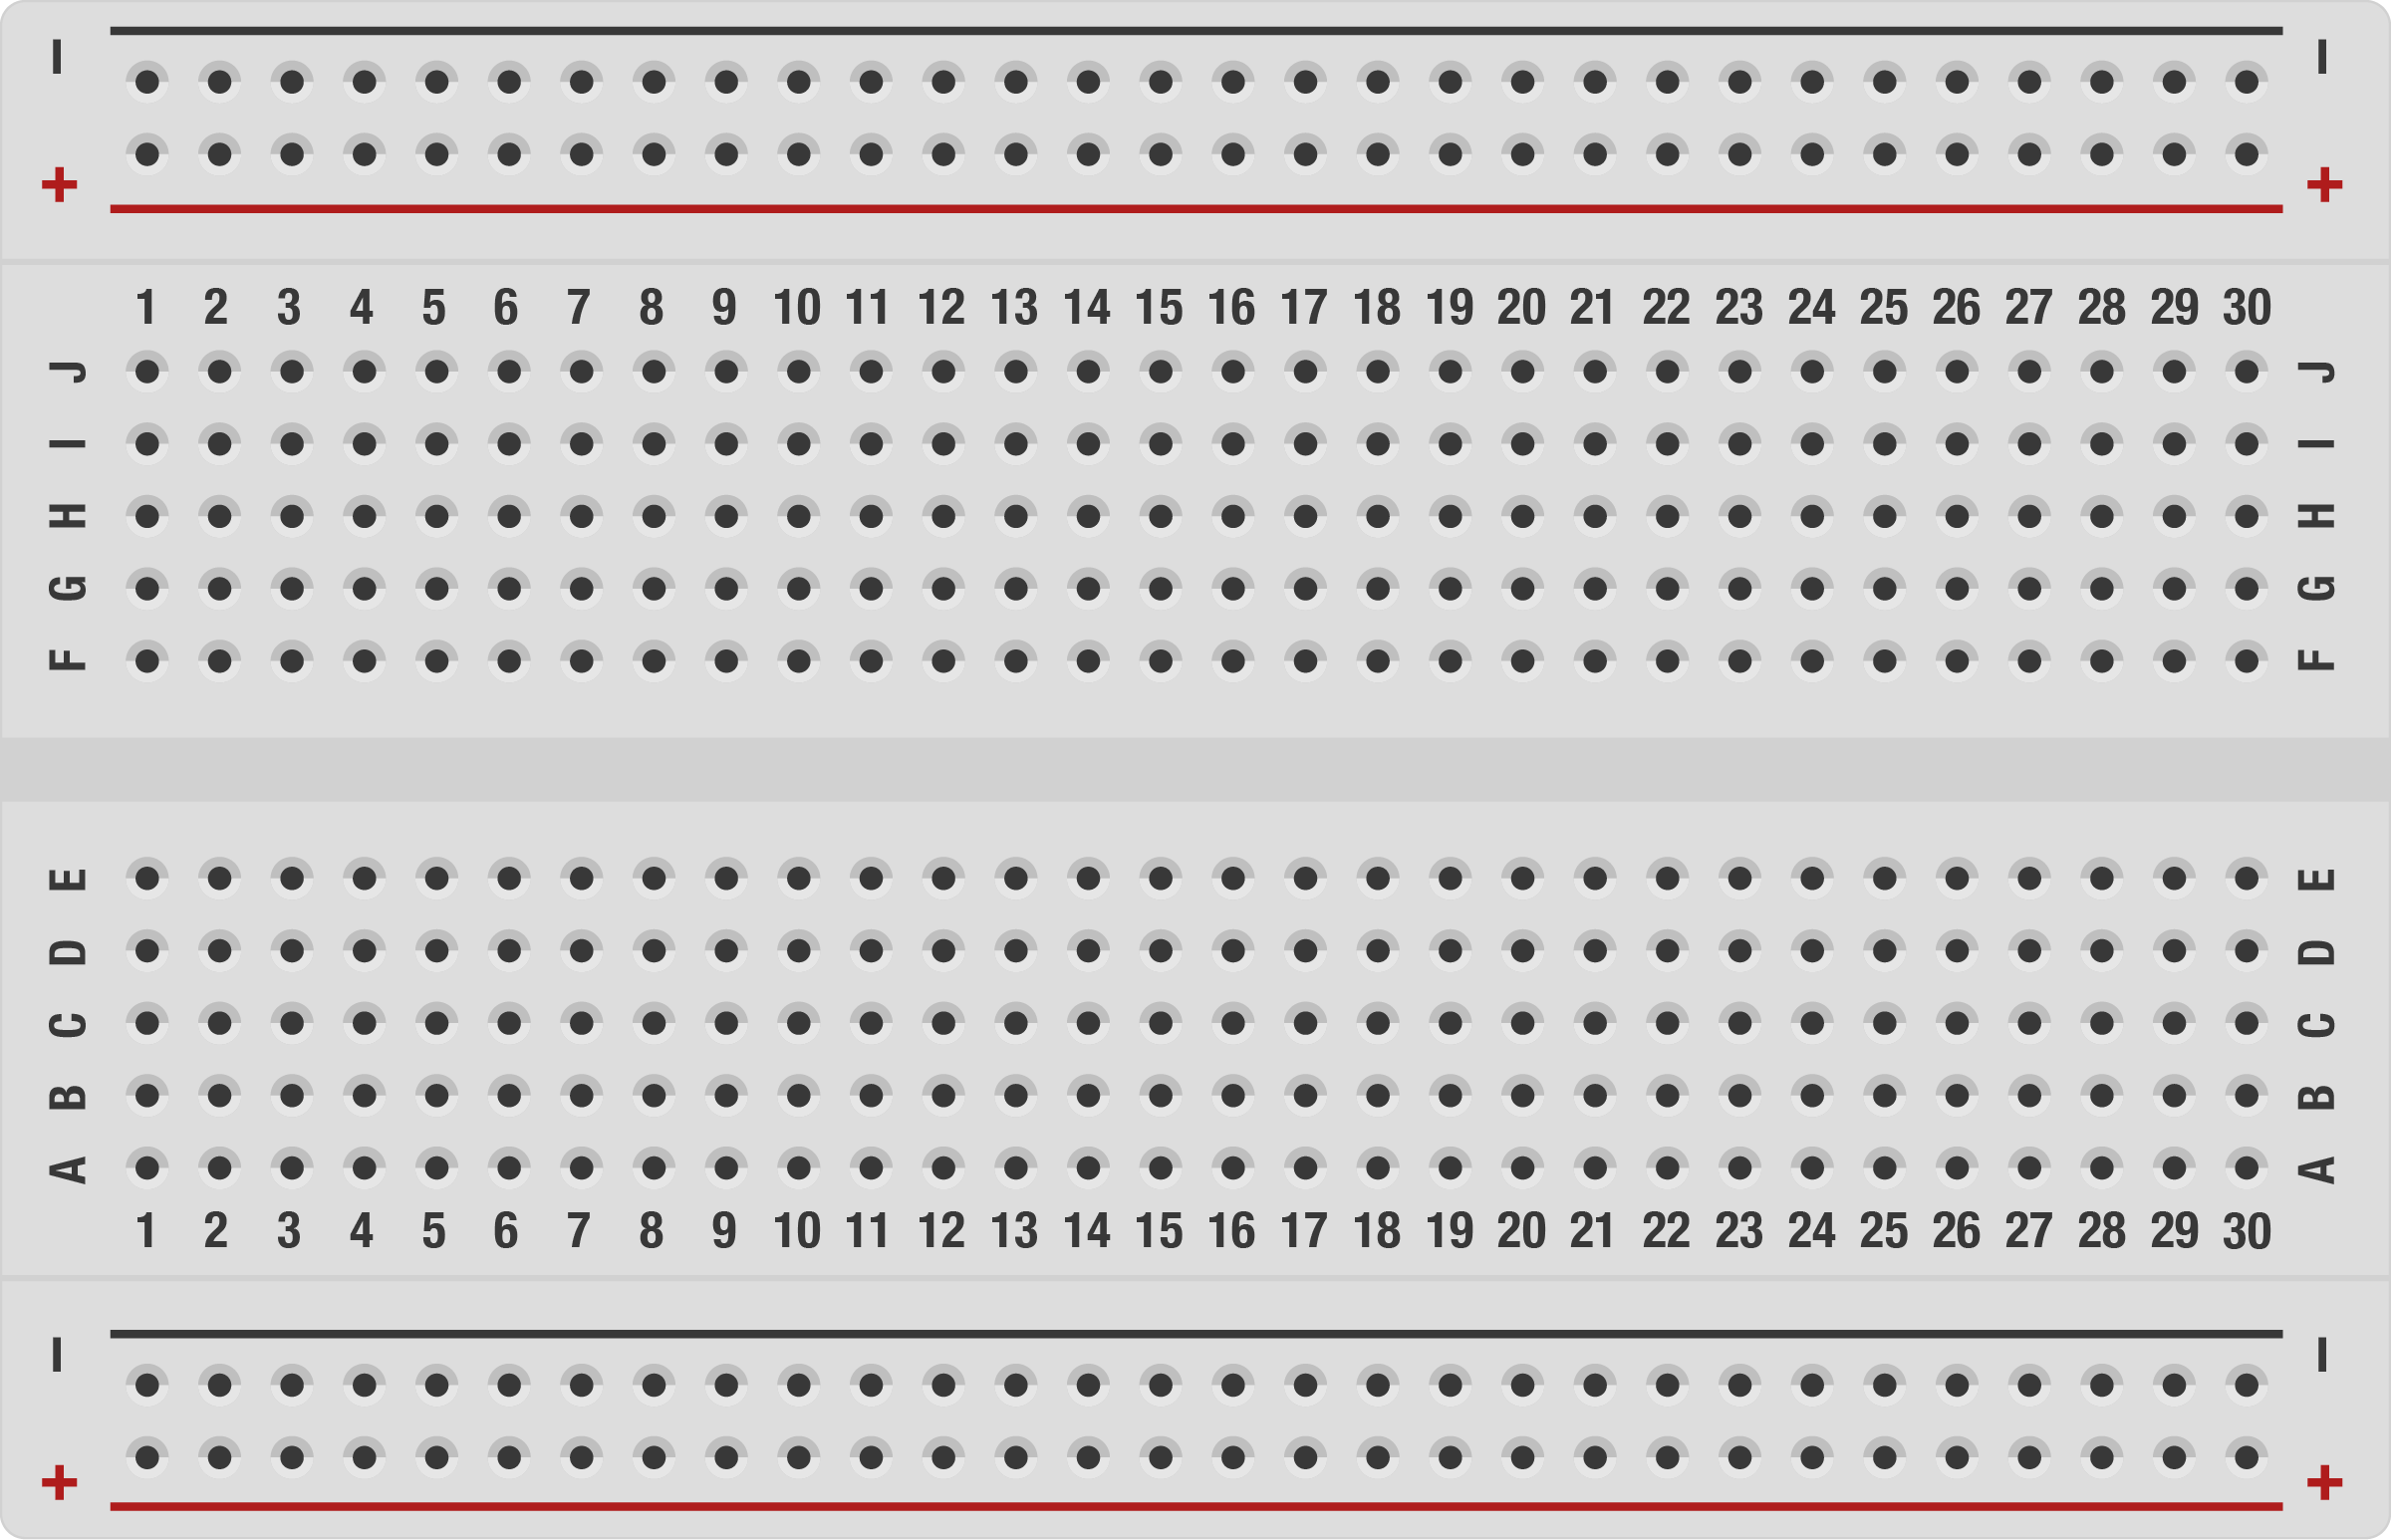 – –
+ +
1 2 3 4 5 6 7 8 9 10 11 12 13 14 15 16 17 18 19 20 21 22 23 24 25 26 27 28 29 30
J J
I I
H H
G G
F F
E E
D D
C C
B B
A A
1 2 3 4 5 6 7 8 9 10 11 12 13 14 15 16 17 18 19 20 21 22 23 24 25 26 27 28 29 30
– –
+ +